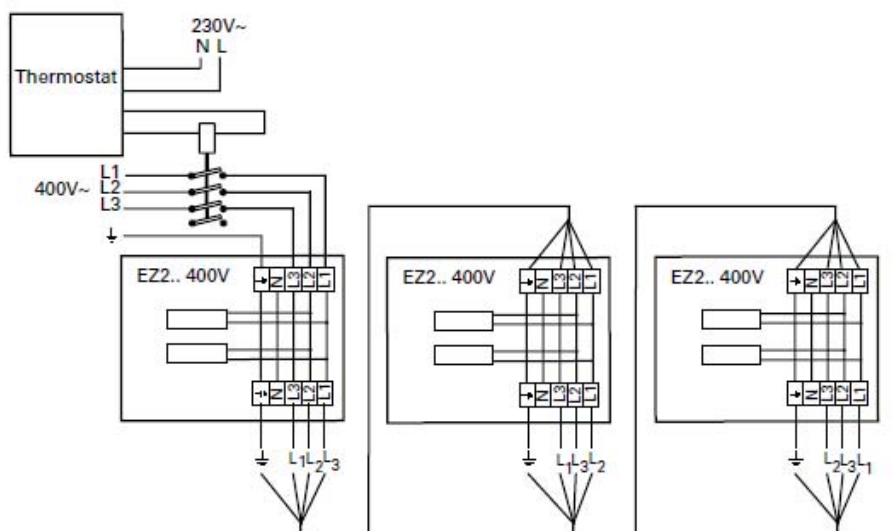 230V~
N L
Thermostat
L1
400V~ L2
L3
EZ2.. 400V
N L3 L2 L1
N L3 L2 L1
L1 L2 L3
EZ2.. 400V
N L3 L2 L1
N L3 L2 L1
L1 L3 L2
EZ2.. 400V
N L3 L2 L1
N L3 L2 L1
L2 L3 L1